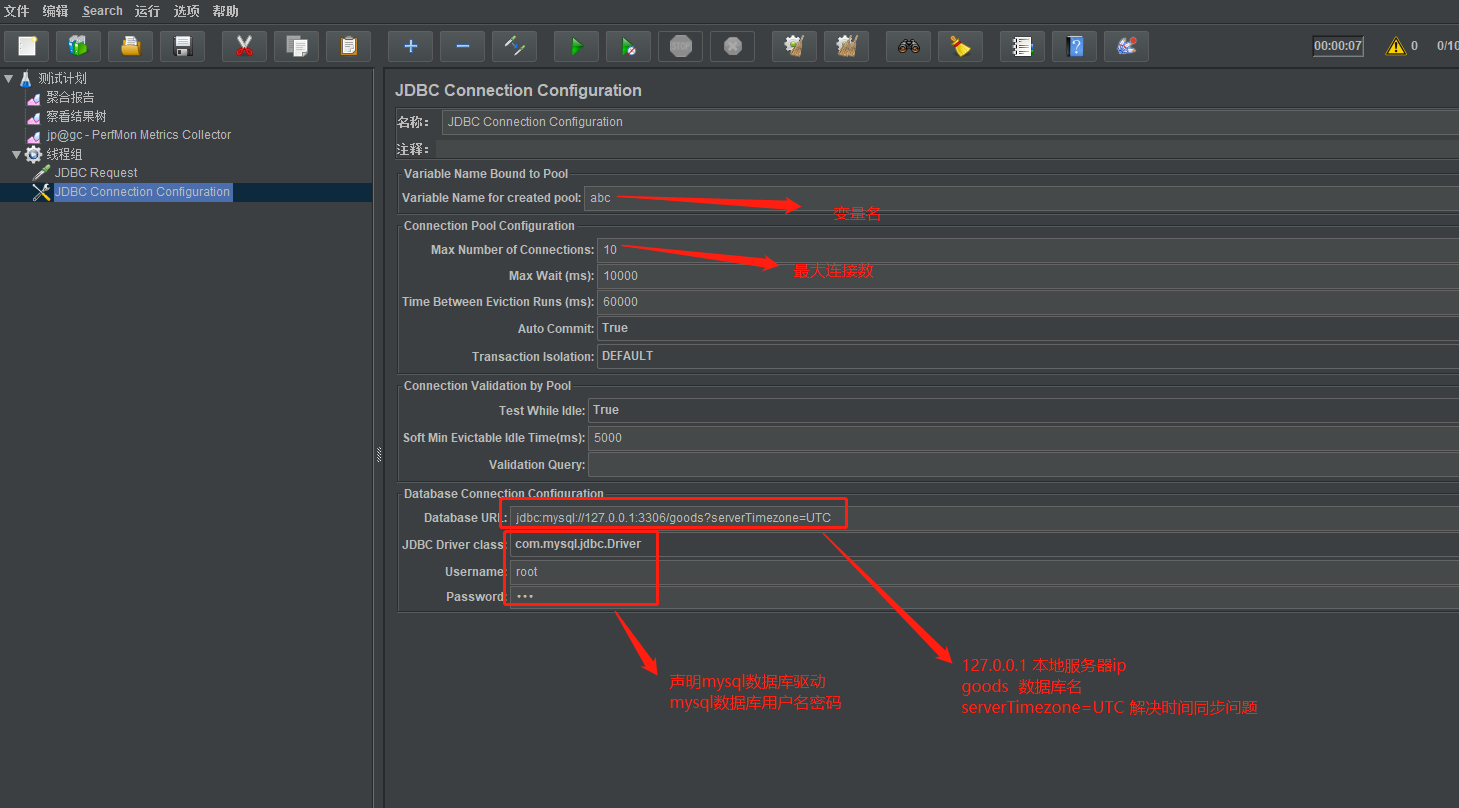 文件 编辑 Search 运行 选项 帮助
STOP
00:00:07
0
0/10
测试计划
聚合报告
察看结果树
jp@gc - PerfMon Metrics Collector
线程组
JDBC Request
JDBC Connection Configuration
JDBC Connection Configuration
名称： JDBC Connection Configuration
注释：
Variable Name Bound to Pool
Variable Name for created pool: abc
变量名
Connection Pool Configuration
Max Number of Connections: 10
最大连接数
Max Wait (ms): 10000
Time Between Eviction Runs (ms): 60000
Auto Commit: True
Transaction Isolation: DEFAULT
Connection Validation by Pool
Test While Idle: True
Soft Min Evictable Idle Time(ms): 5000
Validation Query:
Database Connection Configuration
Database URL: jdbc:mysql://127.0.0.1:3306/goods?serverTimezone=UTC
JDBC Driver class: com.mysql.jdbc.Driver
Username: root
Password: •••
声明mysql数据库驱动
mysql数据库用户名密码
127.0.0.1 本地服务器ip
goods 数据库名
serverTimezone=UTC 解决时间同步问题